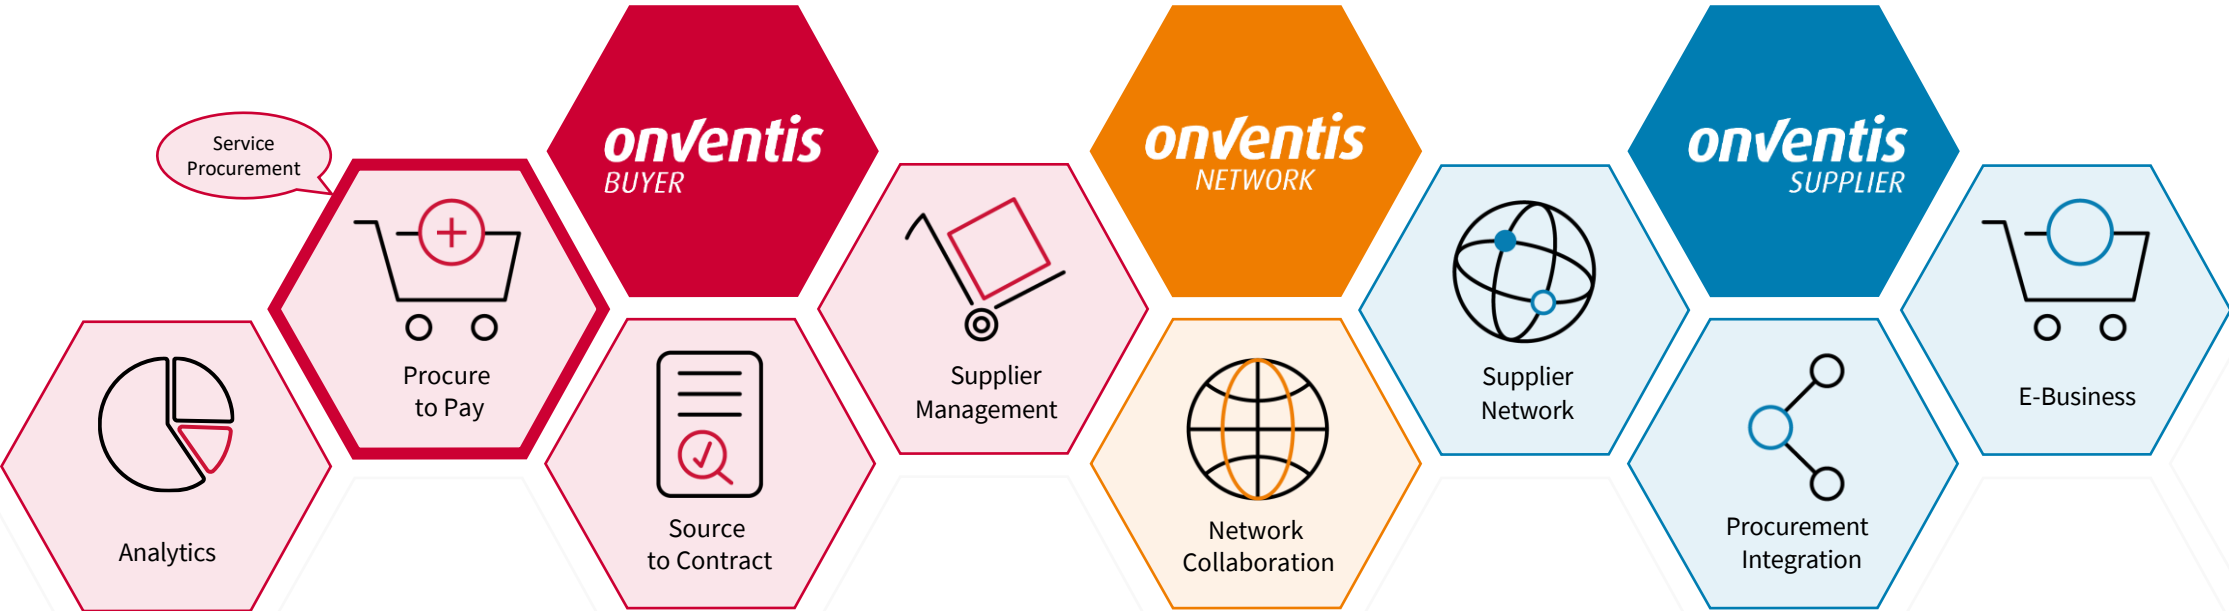 Service
Procurement
Procure
to Pay
Analytics
onventis
BUYER
Source
to Contract
Supplier
Management
onventis
NETWORK
Network
Collaboration
Supplier
Network
onventis
SUPPLIER
Procurement
Integration
E-Business